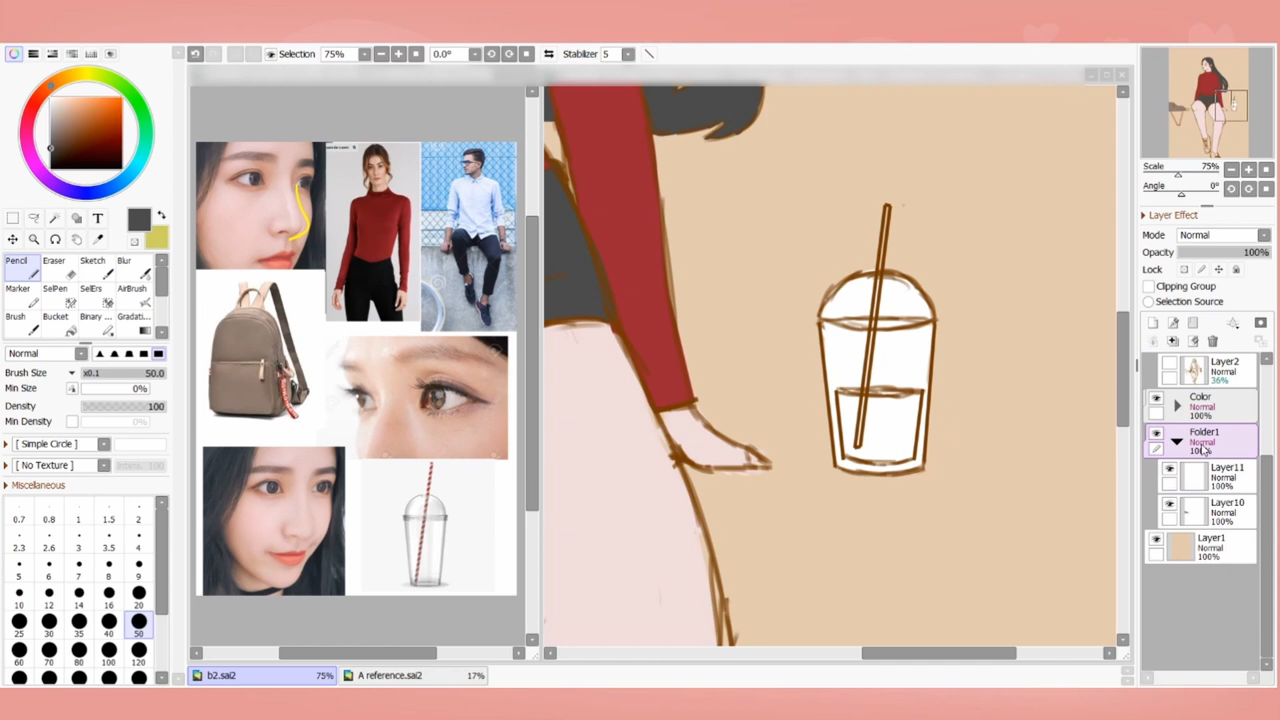 Selection 75% 0.0° Stabilizer 5
Scale 75%
Angle 0°
Layer Effect
Mode Normal
Opacity 100%
Lock
Clipping Group
Selection Source
T
Pencil Eraser Sketch Blur
Marker SelPen SelErs AirBrush
Brush Bucket Binary ... Gradati...
Normal
Brush Size x0.1 50.0
Min Size 0%
Density 100
Min Density
[ Simple Circle ]
[ No Texture ]
Miscellaneous
0.7 0.8 1 1.5 2
2.3 2.6 3 3.5 4
5 6 7 8 9
10 12 14 16 20
25 30 35 40 50
60 70 80 100 120
Layer2
Normal
36%
Color
Normal
100%
Folder1
Normal
100%
Layer11
Normal
100%
Layer10
Normal
100%
Layer1
Normal
100%
b2.sai2 75% A reference.sai2 17%